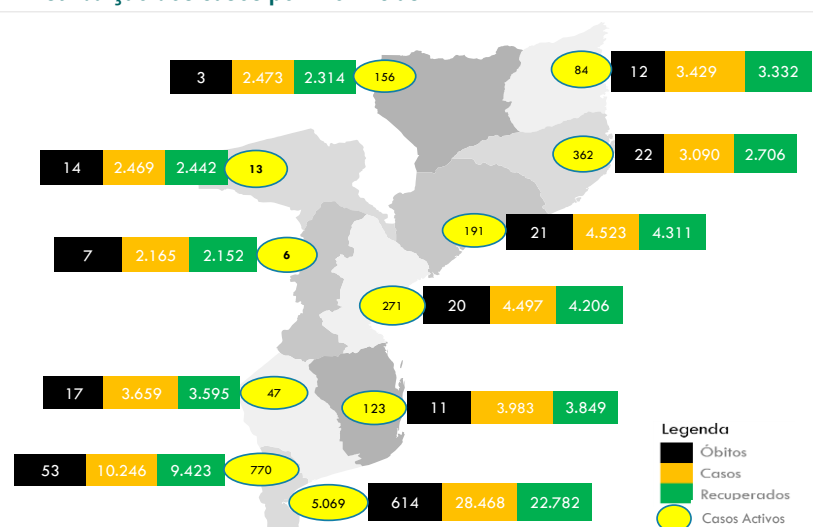 3 2.473 2.314 156
84 12 3.429 3.332
14 2.469 2.442 13
362 22 3.090 2.706
7 2.165 2.152 6
191 21 4.523 4.311
271 20 4.497 4.206
17 3.659 3.595 47
123 11 3.983 3.849
53 10.246 9.423 770
5.069 614 28.468 22.782
Legenda
Óbitos
Casos
Recuperados
Casos Activos